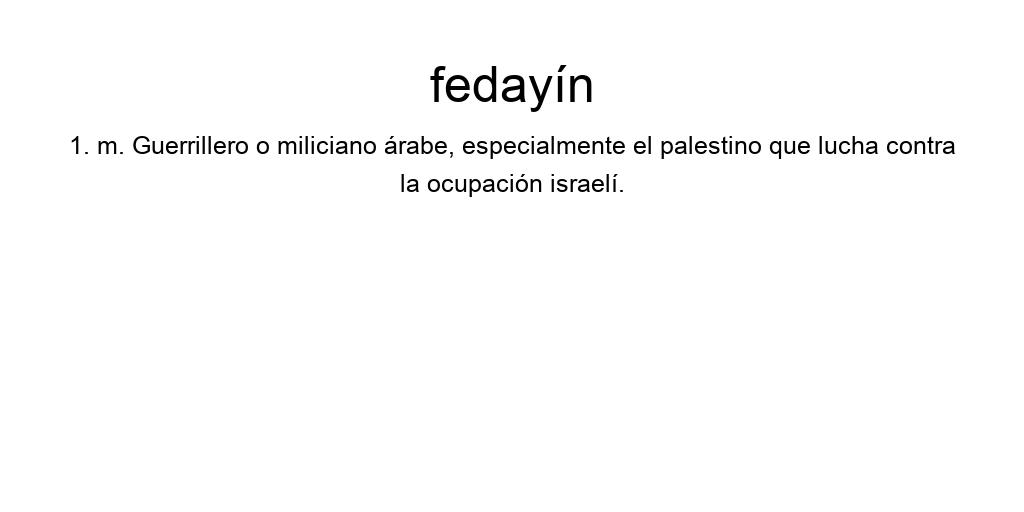 fedayín
1. m. Guerrillero o miliciano árabe, especialmente el palestino que lucha contra
la ocupación israelí.